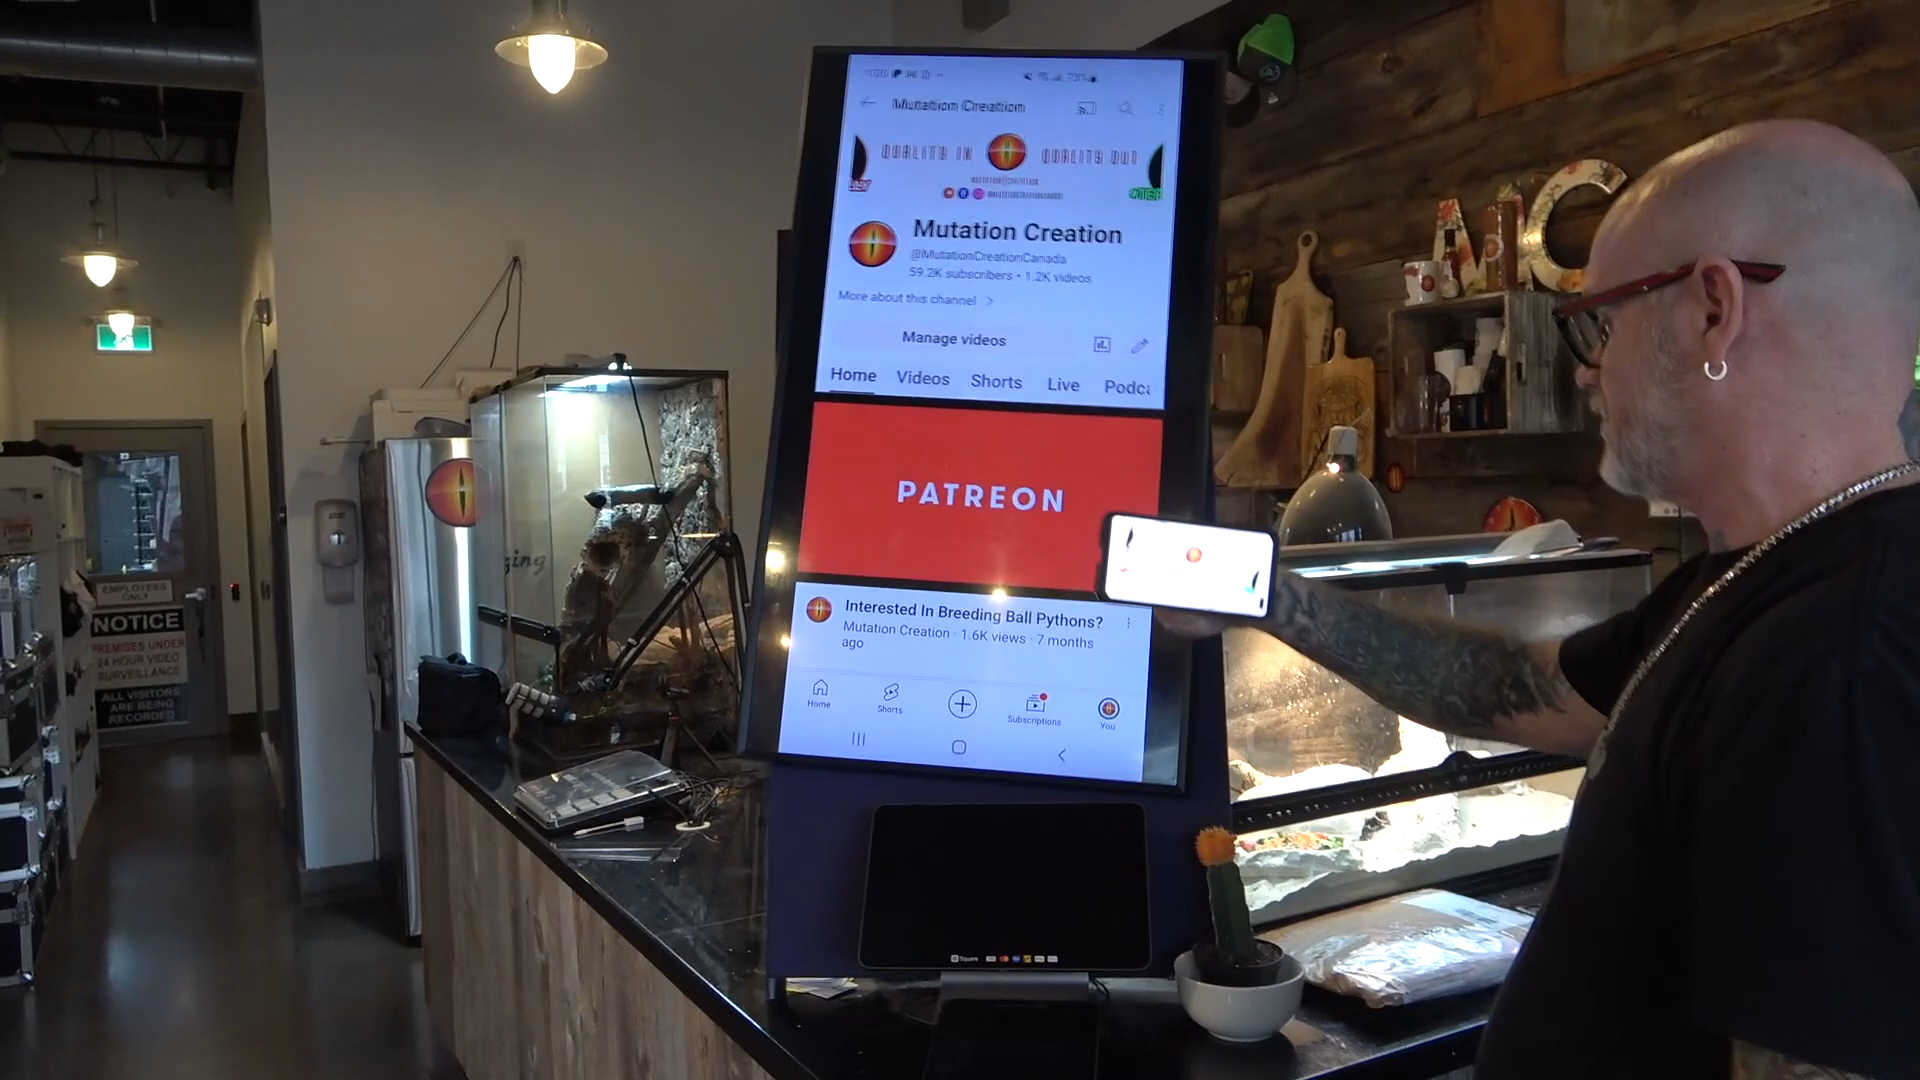 Mutation Creation
QUALITY IN QUALITY OUT
Mutation Creation
@MutationCreationCanada
59.2K subscribers • 1.2K videos
More about this channel >
Manage videos
Home Videos Shorts Live Podca
PATREON
Interested In Breeding Ball Pythons?
Mutation Creation · 1.6K views · 7 months
ago
Home Shorts Subscriptions You
Square
MC
EMPLOYEES
ONLY
NOTICE
PREMISES UNDER
24 HOUR VIDEO
SURVEILLANCE
ALL VISITORS
ARE BEING
RECORDED